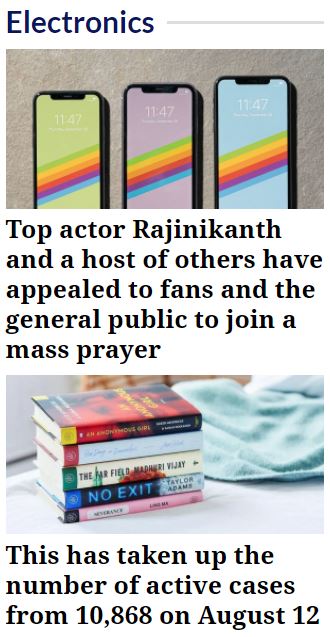 Electronics
11:47
11:47
11:47
Top actor Rajinikanth
and a host of others have
appealed to fans and the
general public to join a
mass prayer
AN ANONYMOUS GIRL
THE FAR FIELD MADHURI VIJAY
NO EXIT TAYLOR ADAMS
SEVERANCE LING MA
This has taken up the
number of active cases
from 10,868 on August 12